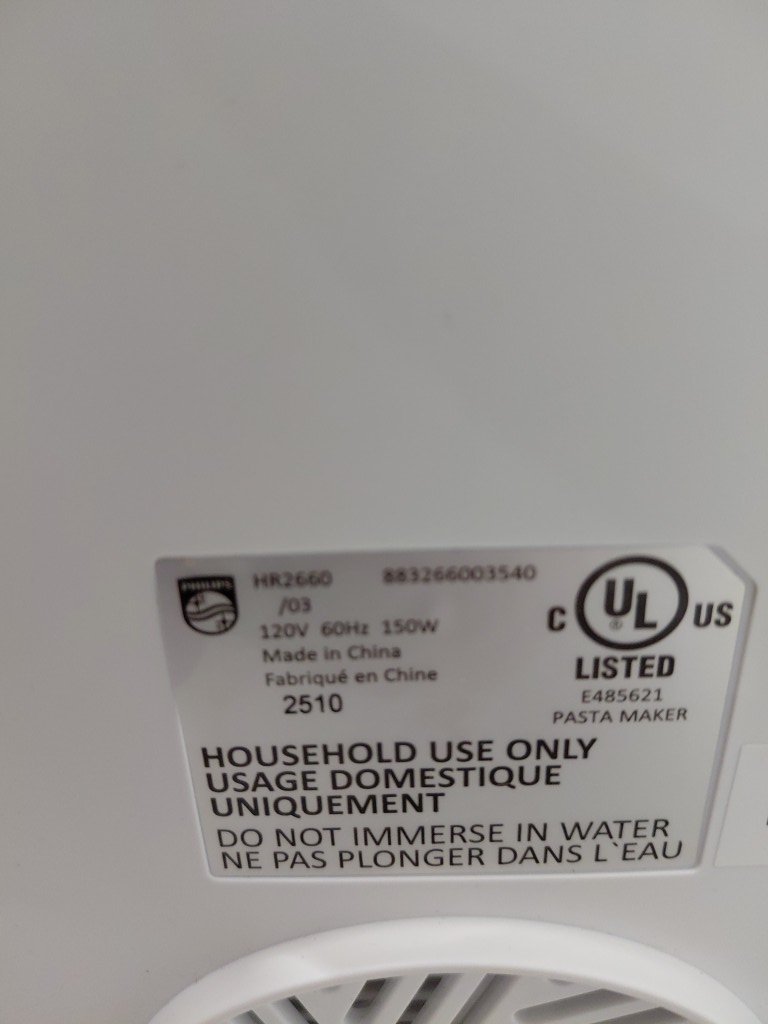 PHILIPS
HR2660 883266003540
/03
120V 60Hz 150W
Made in China
Fabriqué en Chine
2510
C UL ® US
LISTED
E485621
PASTA MAKER
HOUSEHOLD USE ONLY
USAGE DOMESTIQUE
UNIQUEMENT
DO NOT IMMERSE IN WATER
NE PAS PLONGER DANS L`EAU